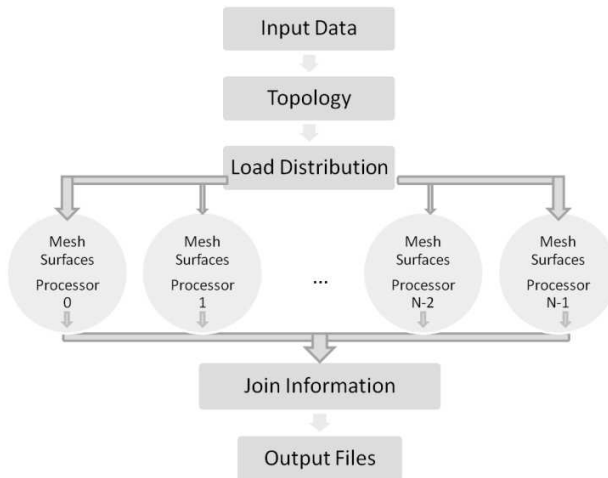 Input Data
Topology
Load Distribution
Mesh
Surfaces
Processor
0
Mesh
Surfaces
Processor
1
...
Mesh
Surfaces
Processor
N-2
Mesh
Surfaces
Processor
N-1
Join Information
Output Files